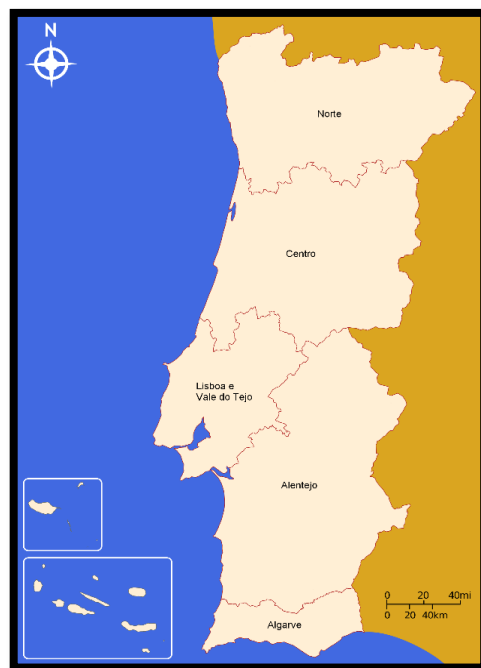 N
Norte
Centro
Lisboa e
Vale do Tejo
Alentejo
0 20 40mi
0 20 40km
Algarve